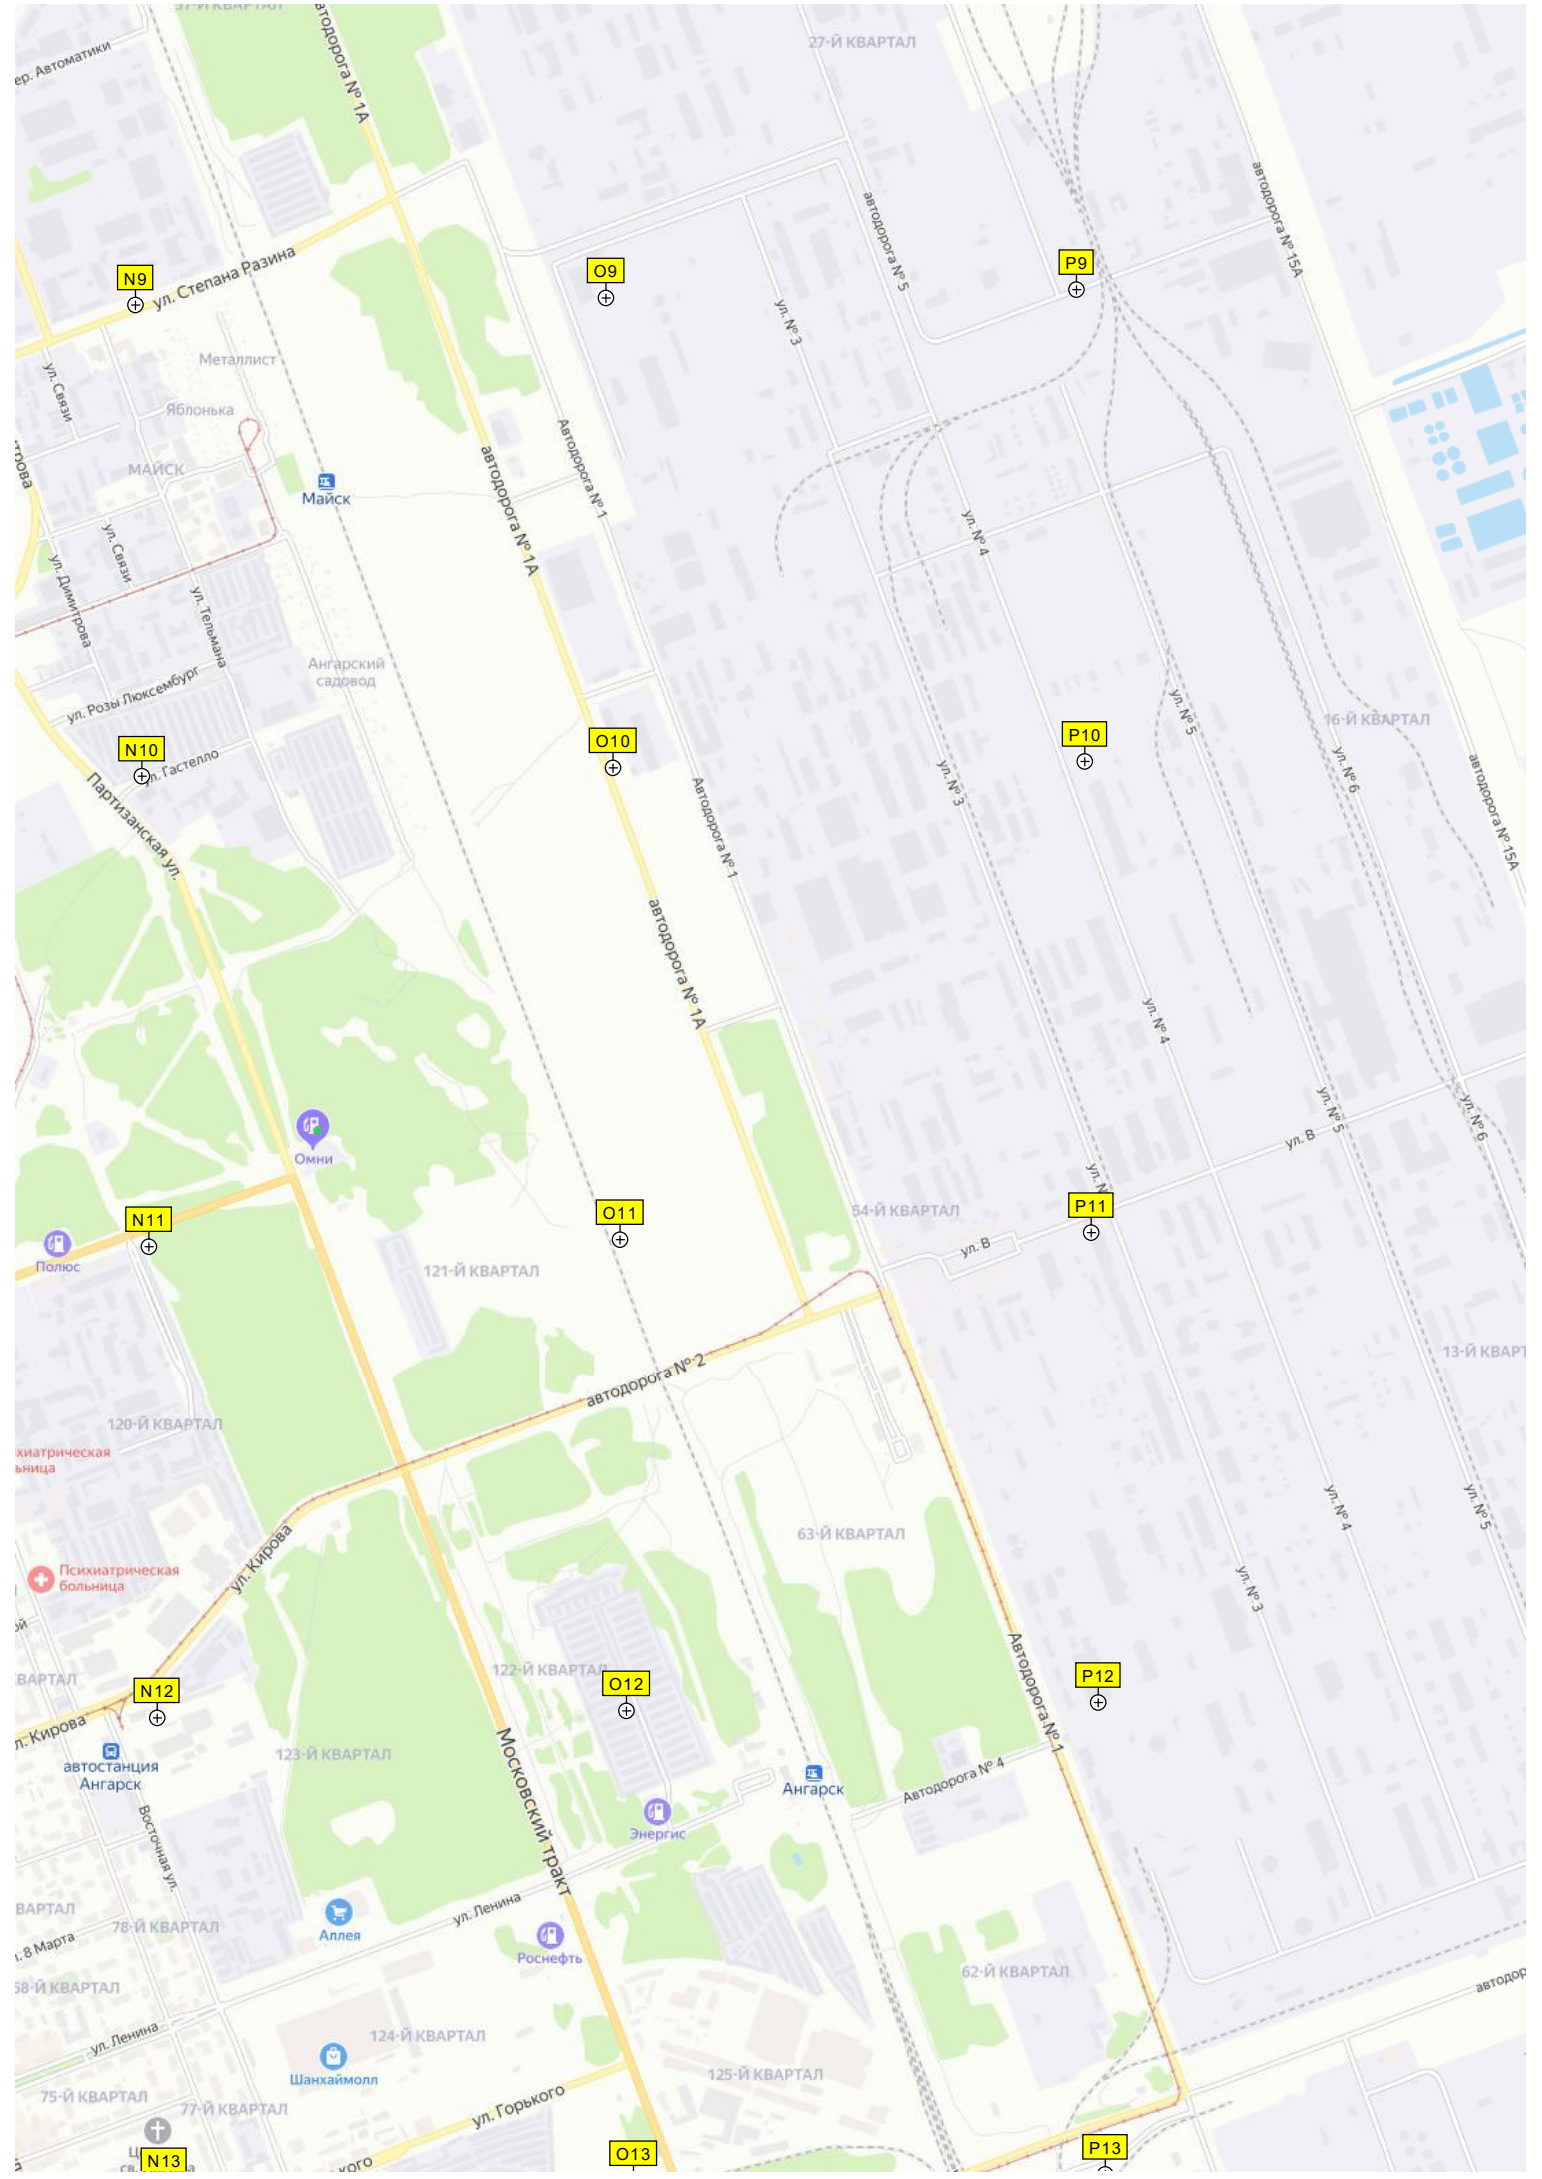 37-Й КВАРТАЛ
27-Й КВАРТАЛ
автодорога № 1А
автодорога № 15А
автодорога № 5
P9
O9
N9
ул. Степана Разина
ул. № 3
Металлист
ул. Связи
Яблонька
Автодорога № 1
автодорога № 1А
МАЙСК
Майск
ул. № 4
ул. Связи
ул. Димитрова
ул. Тельмана
Ангарский
садовод
ул. Розы Люксембург
ул. № 5
16-Й КВАРТАЛ
P10
O10
N10
ул. Гастелло
ул. № 3
ул. № 6
автодорога № 15А
Партизанская ул.
Автодорога № 1
автодорога № 1А
ул. № 4
ул. № 5
ул. № 6
Омни
ул. В
P11
54-Й КВАРТАЛ
O11
N11
ул. В
Полюс
121-Й КВАРТАЛ
13-Й КВАРТ
автодорога № 2
120-Й КВАРТАЛ
хиатрическая
ьница
ул. № 5
ул. № 4
63-Й КВАРТАЛ
ул. Кирова
Психиатрическая
больница
ул. № 3
122-Й КВАРТАЛ
Автодорога № 1
P12
O12
N12
ВАРТАЛ
л. Кирова
123-Й КВАРТАЛ
автостанция
Ангарск
Московский тракт
Ангарск
Автодорога № 4
Энергис
Восточная ул.
ВАРТАЛ
78-Й КВАРТАЛ
Аллея
ул. Ленина
Роснефть
л. 8 Марта
62-Й КВАРТАЛ
58-Й КВАРТАЛ
автодор
ул. Ленина
124-Й КВАРТАЛ
125-Й КВАРТАЛ
Шанхаймолл
75-Й КВАРТАЛ
77-Й КВАРТАЛ
ул. Горького
P13
O13
N13